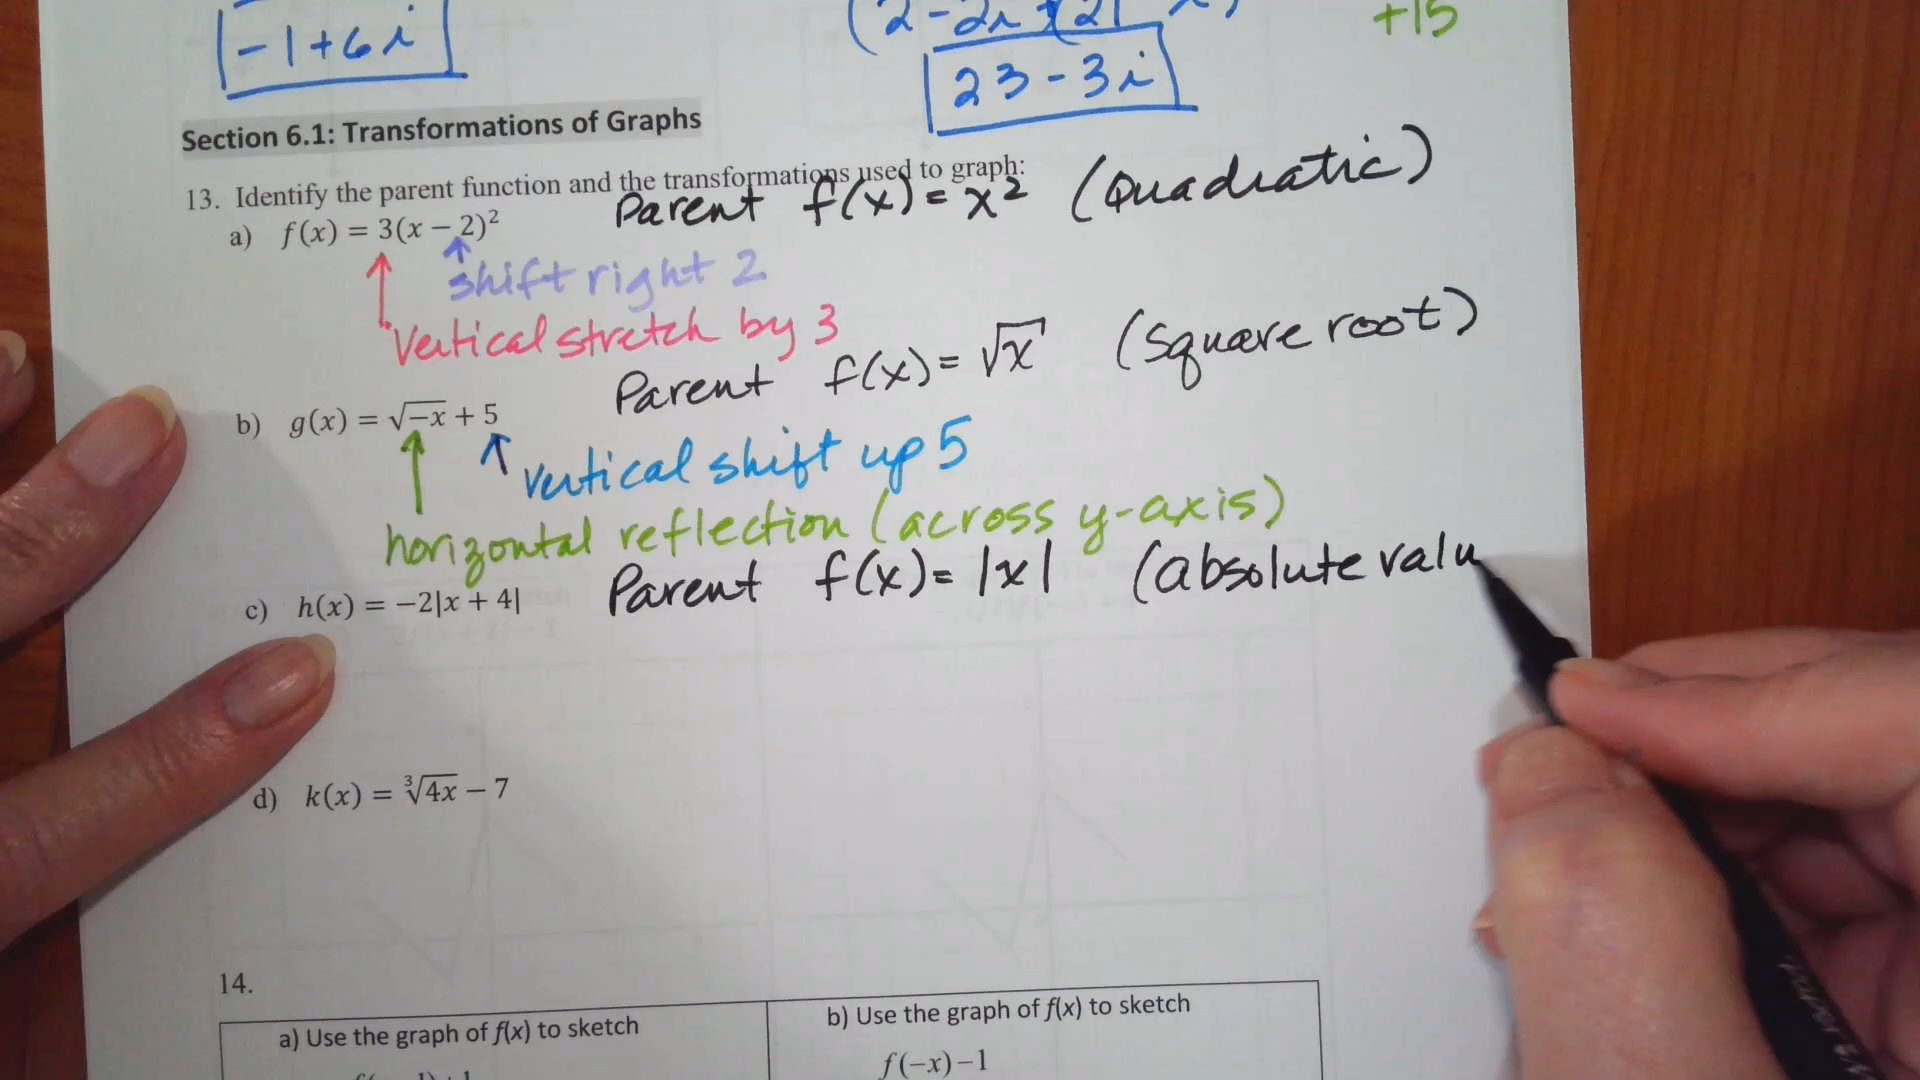 -1+6i
+15
23-3i
Section 6.1: Transformations of Graphs
13. Identify the parent function and the transformations used to graph:
Parent f(x) = x² (Quadratic)
a) f(x) = 3(x − 2)²
shift right 2
Vertical stretch by 3
Parent f(x) = √x (Square root)
b) g(x) = √−x + 5
vertical shift up 5
horizontal reflection (across y-axis)
Parent f(x) = |x| (absolute valu
c) h(x) = −2|x + 4|
d) k(x) = ∛4x − 7
14.
a) Use the graph of f(x) to sketch
b) Use the graph of f(x) to sketch
f(−x)−1